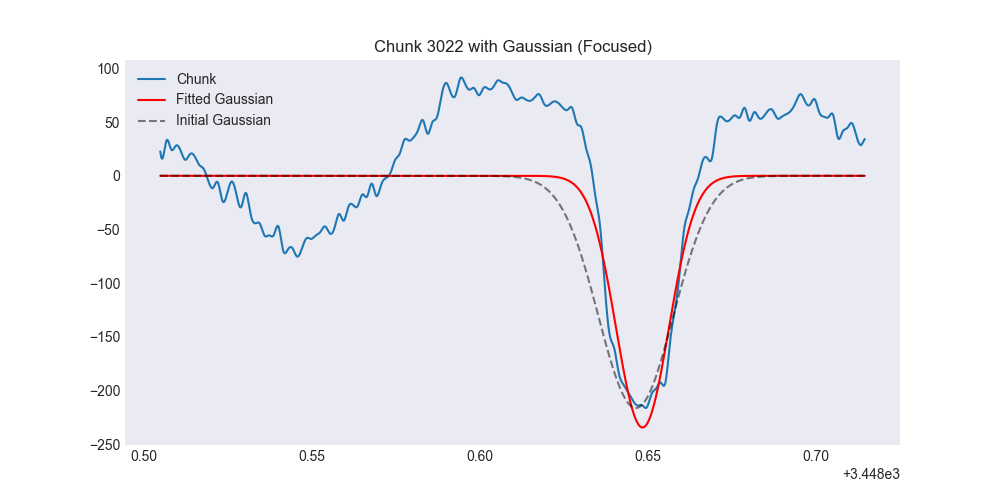 Chunk 3022 with Gaussian (Focused)
Chunk
Fitted Gaussian
Initial Gaussian
100
50
0
−50
−100
−150
−200
−250
0.50 0.55 0.60 0.65 0.70
+3.448e3